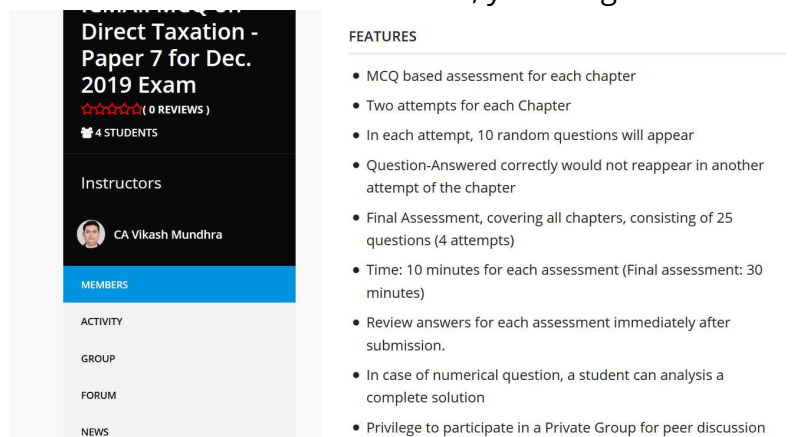 Direct Taxation -
Paper 7 for Dec.
2019 Exam
( 0 REVIEWS )
4 STUDENTS
Instructors
CA Vikash Mundhra
MEMBERS
ACTIVITY
GROUP
FORUM
NEWS
FEATURES
• MCQ based assessment for each chapter
• Two attempts for each Chapter
• In each attempt, 10 random questions will appear
• Question-Answered correctly would not reappear in another
attempt of the chapter
• Final Assessment, covering all chapters, consisting of 25
questions (4 attempts)
• Time: 10 minutes for each assessment (Final assessment: 30
minutes)
• Review answers for each assessment immediately after
submission.
• In case of numerical question, a student can analysis a
complete solution
• Privilege to participate in a Private Group for peer discussion